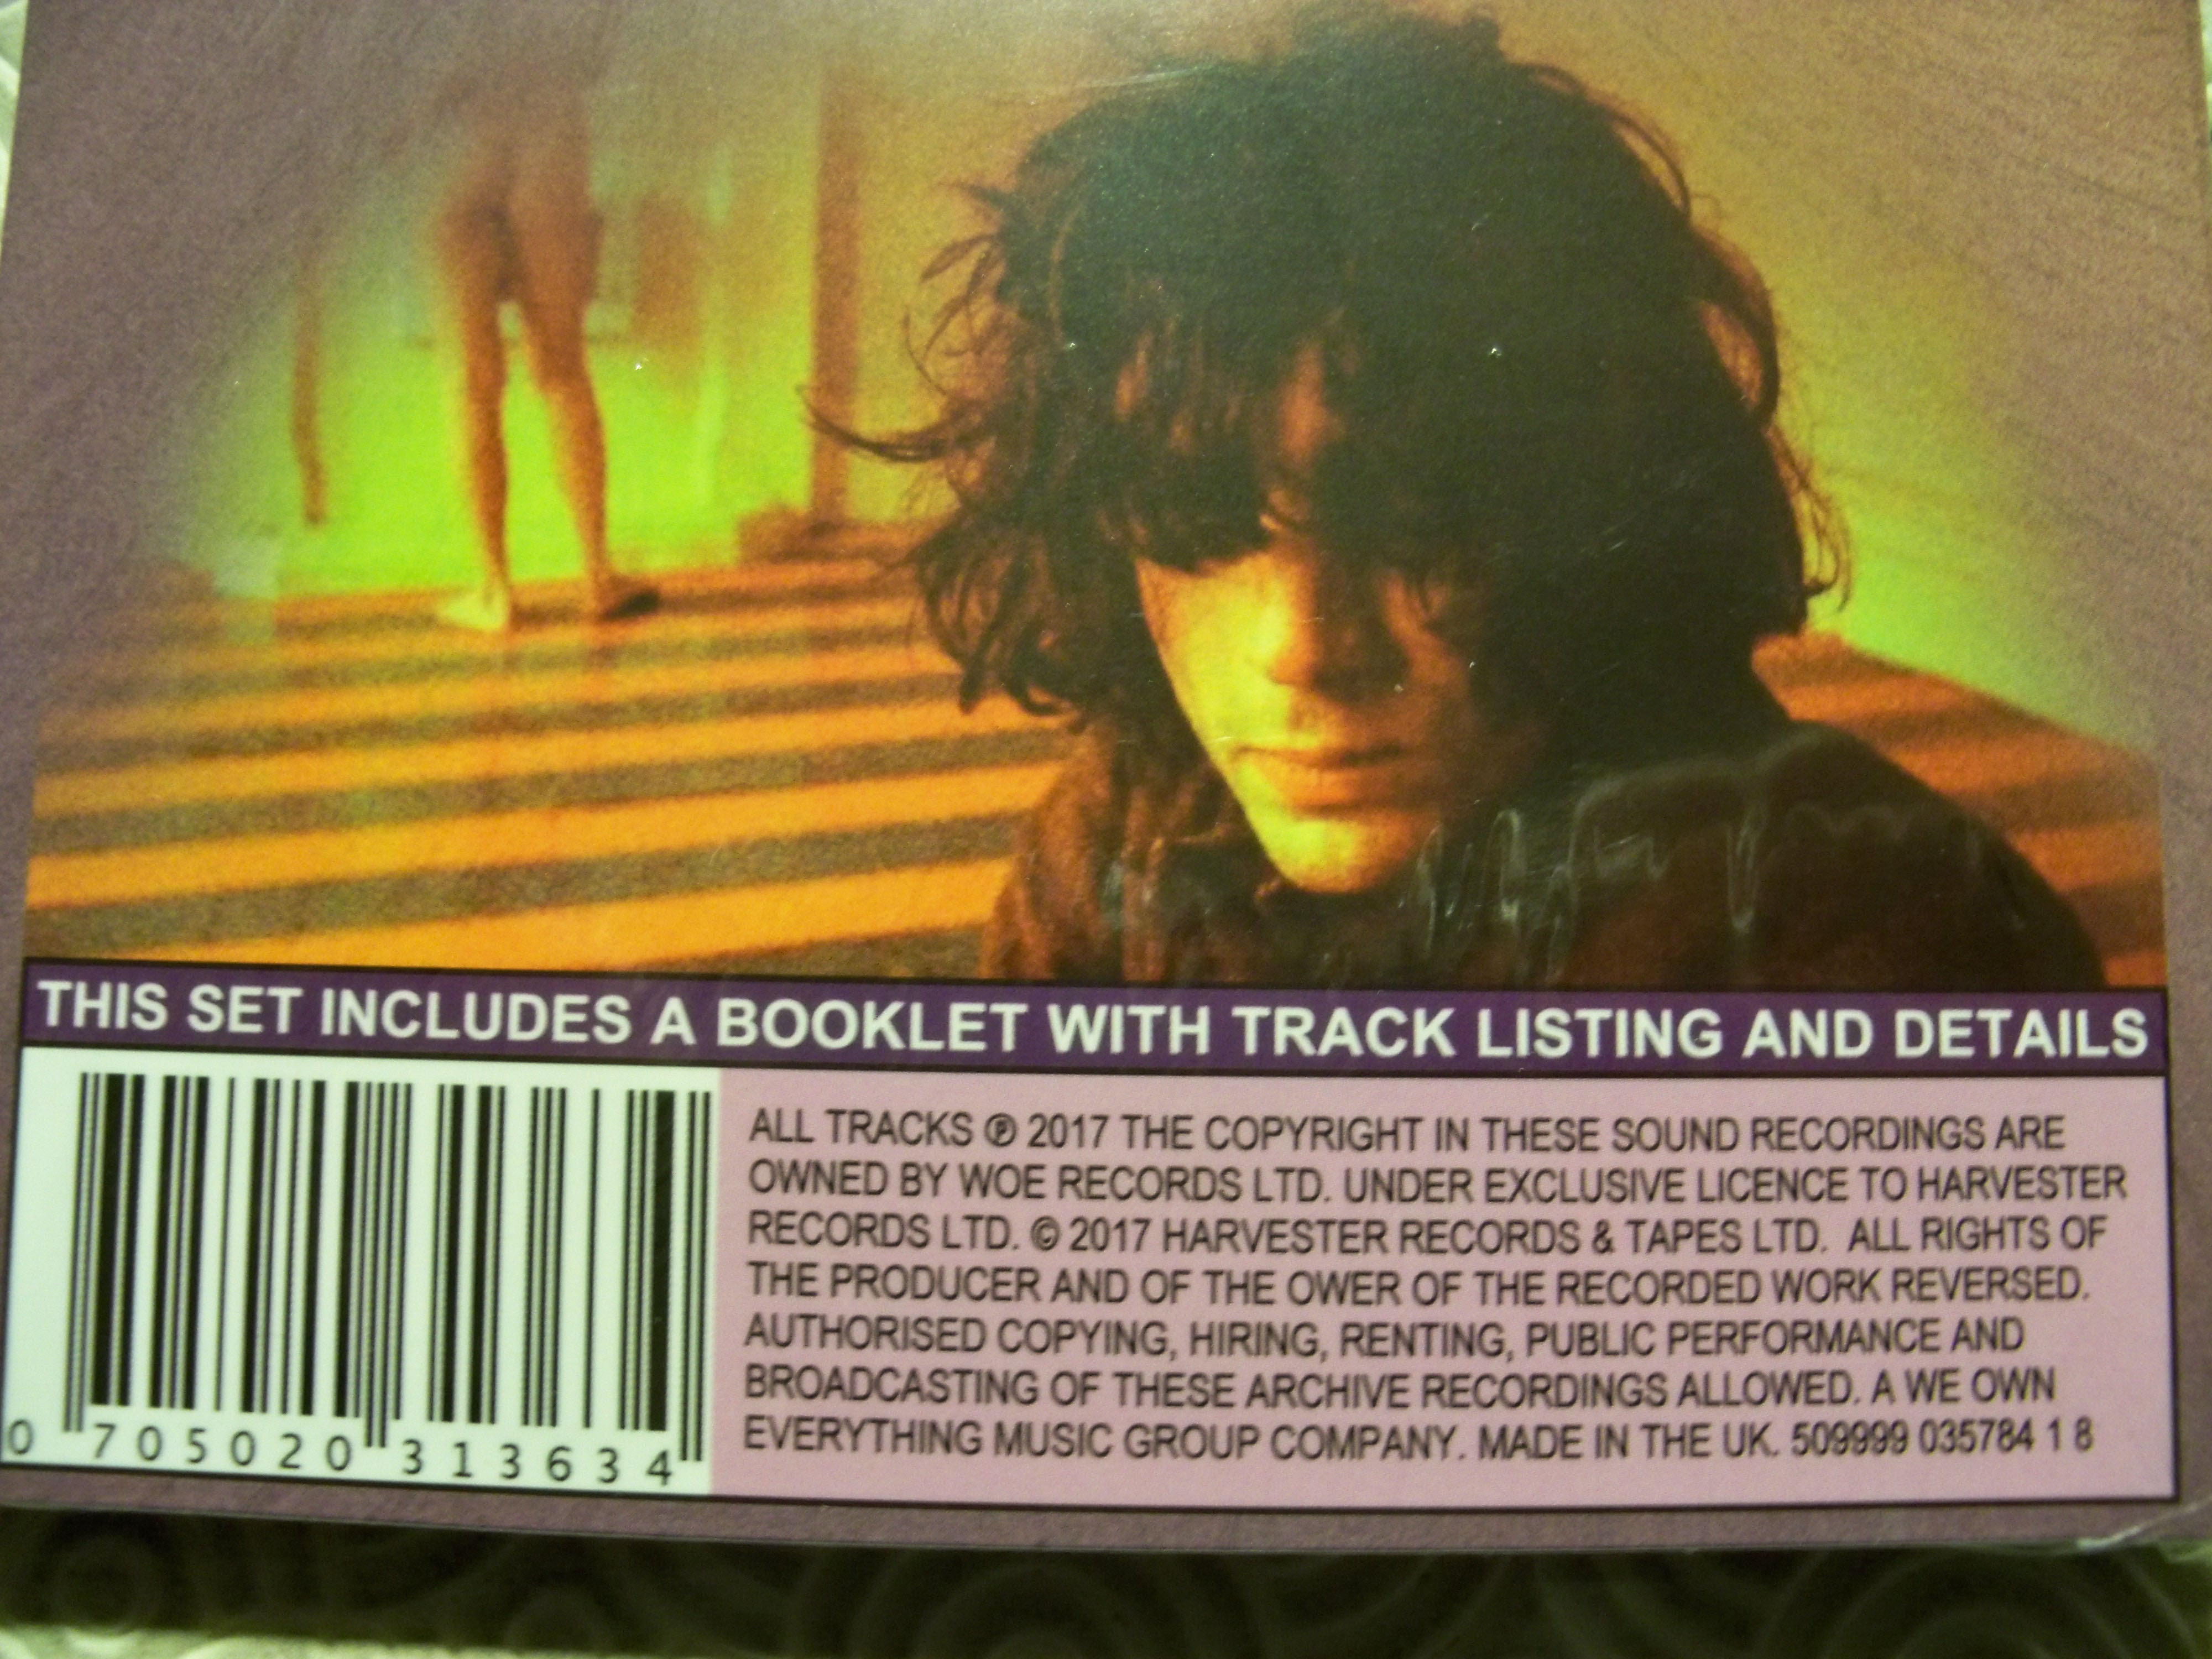 THIS SET INCLUDES A BOOKLET WITH TRACK LISTING AND DETAILS
ALL TRACKS ℗ 2017 THE COPYRIGHT IN THESE SOUND RECORDINGS ARE
OWNED BY WOE RECORDS LTD. UNDER EXCLUSIVE LICENCE TO HARVESTER
RECORDS LTD. © 2017 HARVESTER RECORDS & TAPES LTD. ALL RIGHTS OF
THE PRODUCER AND OF THE OWER OF THE RECORDED WORK REVERSED.
AUTHORISED COPYING, HIRING, RENTING, PUBLIC PERFORMANCE AND
BROADCASTING OF THESE ARCHIVE RECORDINGS ALLOWED. A WE OWN
EVERYTHING MUSIC GROUP COMPANY. MADE IN THE UK. 509999 035784 1 8
0 705020 313634